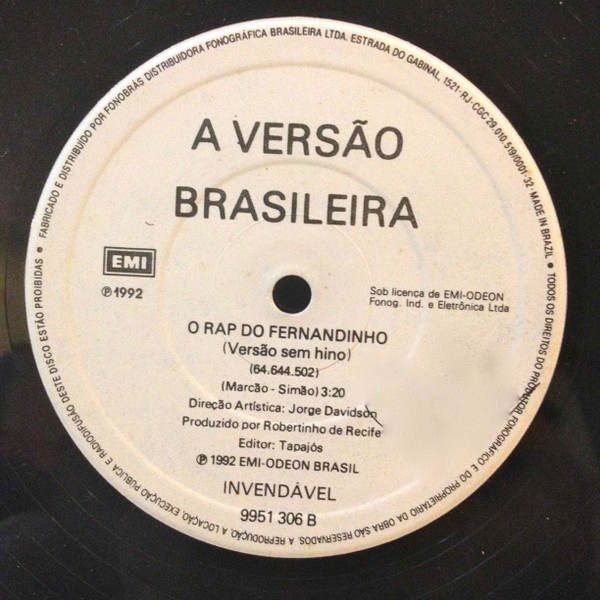 FABRICADO E DISTRIBUÍDO POR FONOBRÁS DISTRIBUIDORA FONOGRÁFICA BRASILEIRA LTDA. ESTRADA DO GABINAL, 1521-RJ-CGC 29.010.519/0001-32 · MADE IN BRAZIL • TODOS OS DIREITOS DO PRODUTOR FONOGRÁFICO E DO PROPRIETÁRIO DA OBRA SÃO RESERVADOS. A REPRODUÇÃO, A LOCAÇÃO, EXECUÇÃO PÚBLICA E RADIODIFUSÃO DESTE DISCO ESTÃO PROIBIDAS •
A VERSÃO
BRASILEIRA
EMI
℗ 1992
Sob licença de EMI-ODEON
Fonog. Ind. e Eletrônica Ltda
O RAP DO FERNANDINHO
(Versão sem hino)
(64.644.502)
(Marcão - Simão) 3:20
Direção Artística: Jorge Davidson
Produzido por Robertinho de Recife
Editor: Tapajós
℗ 1992 EMI-ODEON BRASIL
INVENDÁVEL
9951 306 B